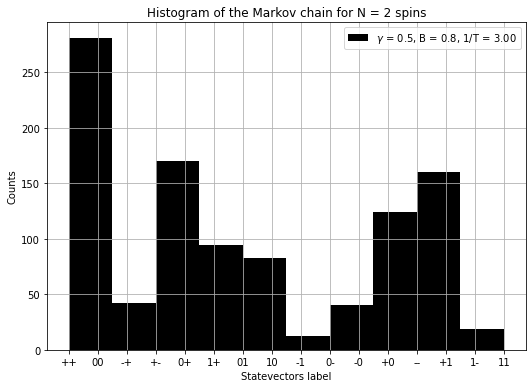 Histogram of the Markov chain for N = 2 spins
γ = 0.5, B = 0.8, 1/T = 3.00
Counts
250
200
150
100
50
0
++ 00 -+ +- 0+ 1+ 01 10 -1 0- -0 +0 -- +1 1- 11
Statevectors label